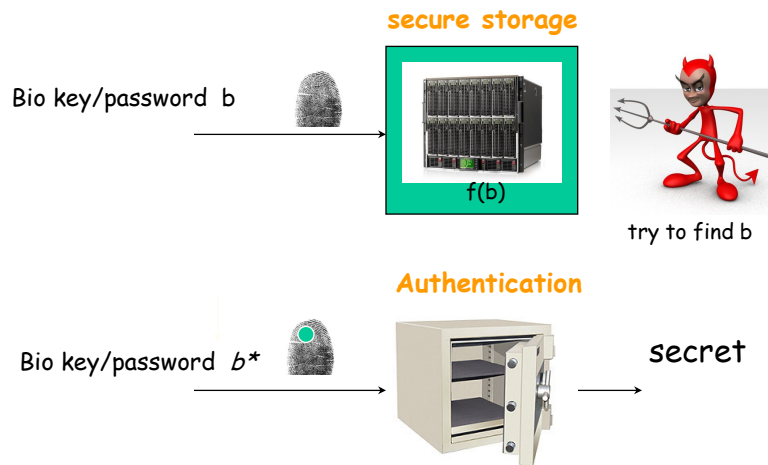 secure storage
Bio key/password b
f(b)
try to find b
Authentication
Bio key/password b*
secret